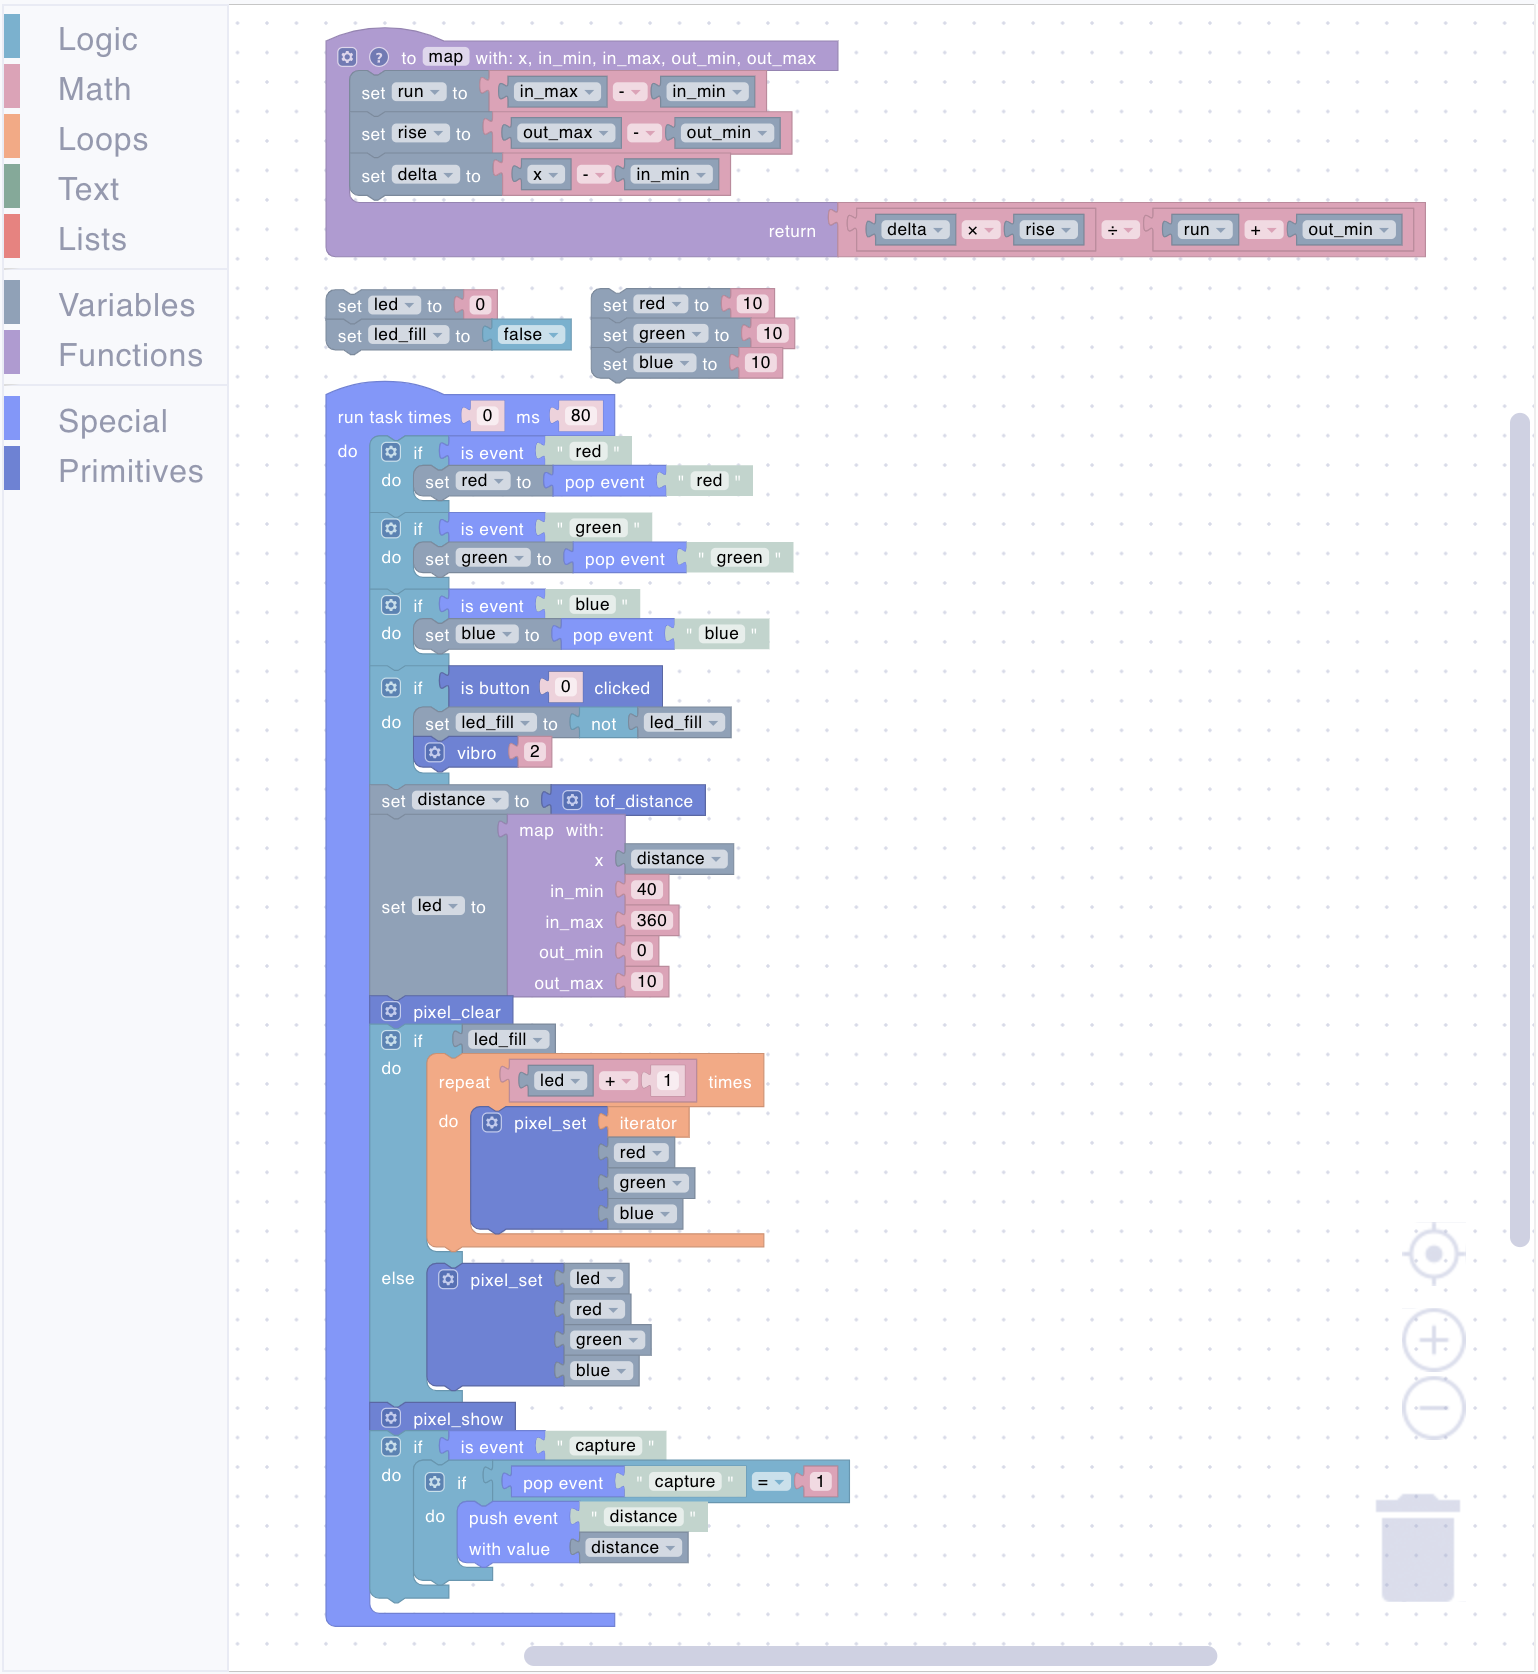 Logic
Math
Loops
Text
Lists
Variables
Functions
Special
Primitives
? to map with: x, in_min, in_max, out_min, out_max
set run to in_max - in_min
set rise to out_max - out_min
set delta to x - in_min
return delta × rise ÷ run + out_min
set led to 0
set led_fill to false
set red to 10
set green to 10
set blue to 10
run task times 0 ms 80
do if is event " red "
do set red to pop event " red "
if is event " green "
do set green to pop event " green "
if is event " blue "
do set blue to pop event " blue "
if is button 0 clicked
do set led_fill to not led_fill
vibro 2
set distance to tof_distance
set led to map with:
x distance
in_min 40
in_max 360
out_min 0
out_max 10
pixel_clear
if led_fill
do repeat led + 1 times
do pixel_set iterator
red
green
blue
else pixel_set led
red
green
blue
pixel_show
if is event " capture "
do if pop event " capture " = 1
do push event " distance "
with value distance